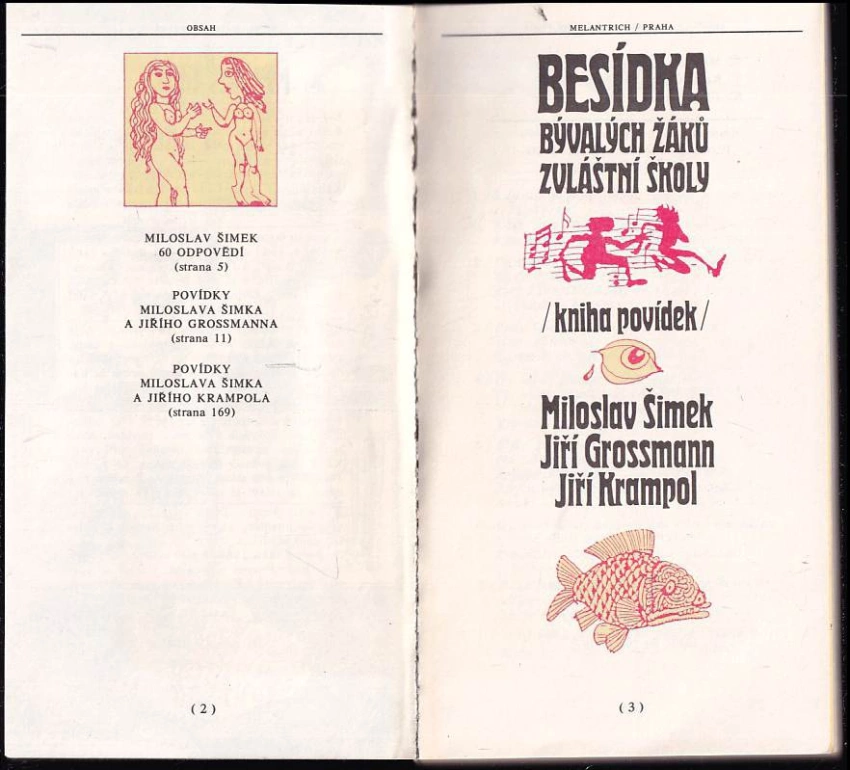 OBSAH
MILOSLAV ŠIMEK
60 ODPOVĚDÍ
(strana 5)
POVÍDKY
MILOSLAVA ŠIMKA
A JIŘÍHO GROSSMANNA
(strana 11)
POVÍDKY
MILOSLAVA ŠIMKA
A JIŘÍHO KRAMPOLA
(strana 169)
(2)
MELANTRICH / PRAHA
BESÍDKA
BÝVALÝCH ŽÁKŮ
ZVLÁŠTNÍ ŠKOLY
/kniha povídek/
Miloslav Šimek
Jiří Grossmann
Jiří Krampol
(3)